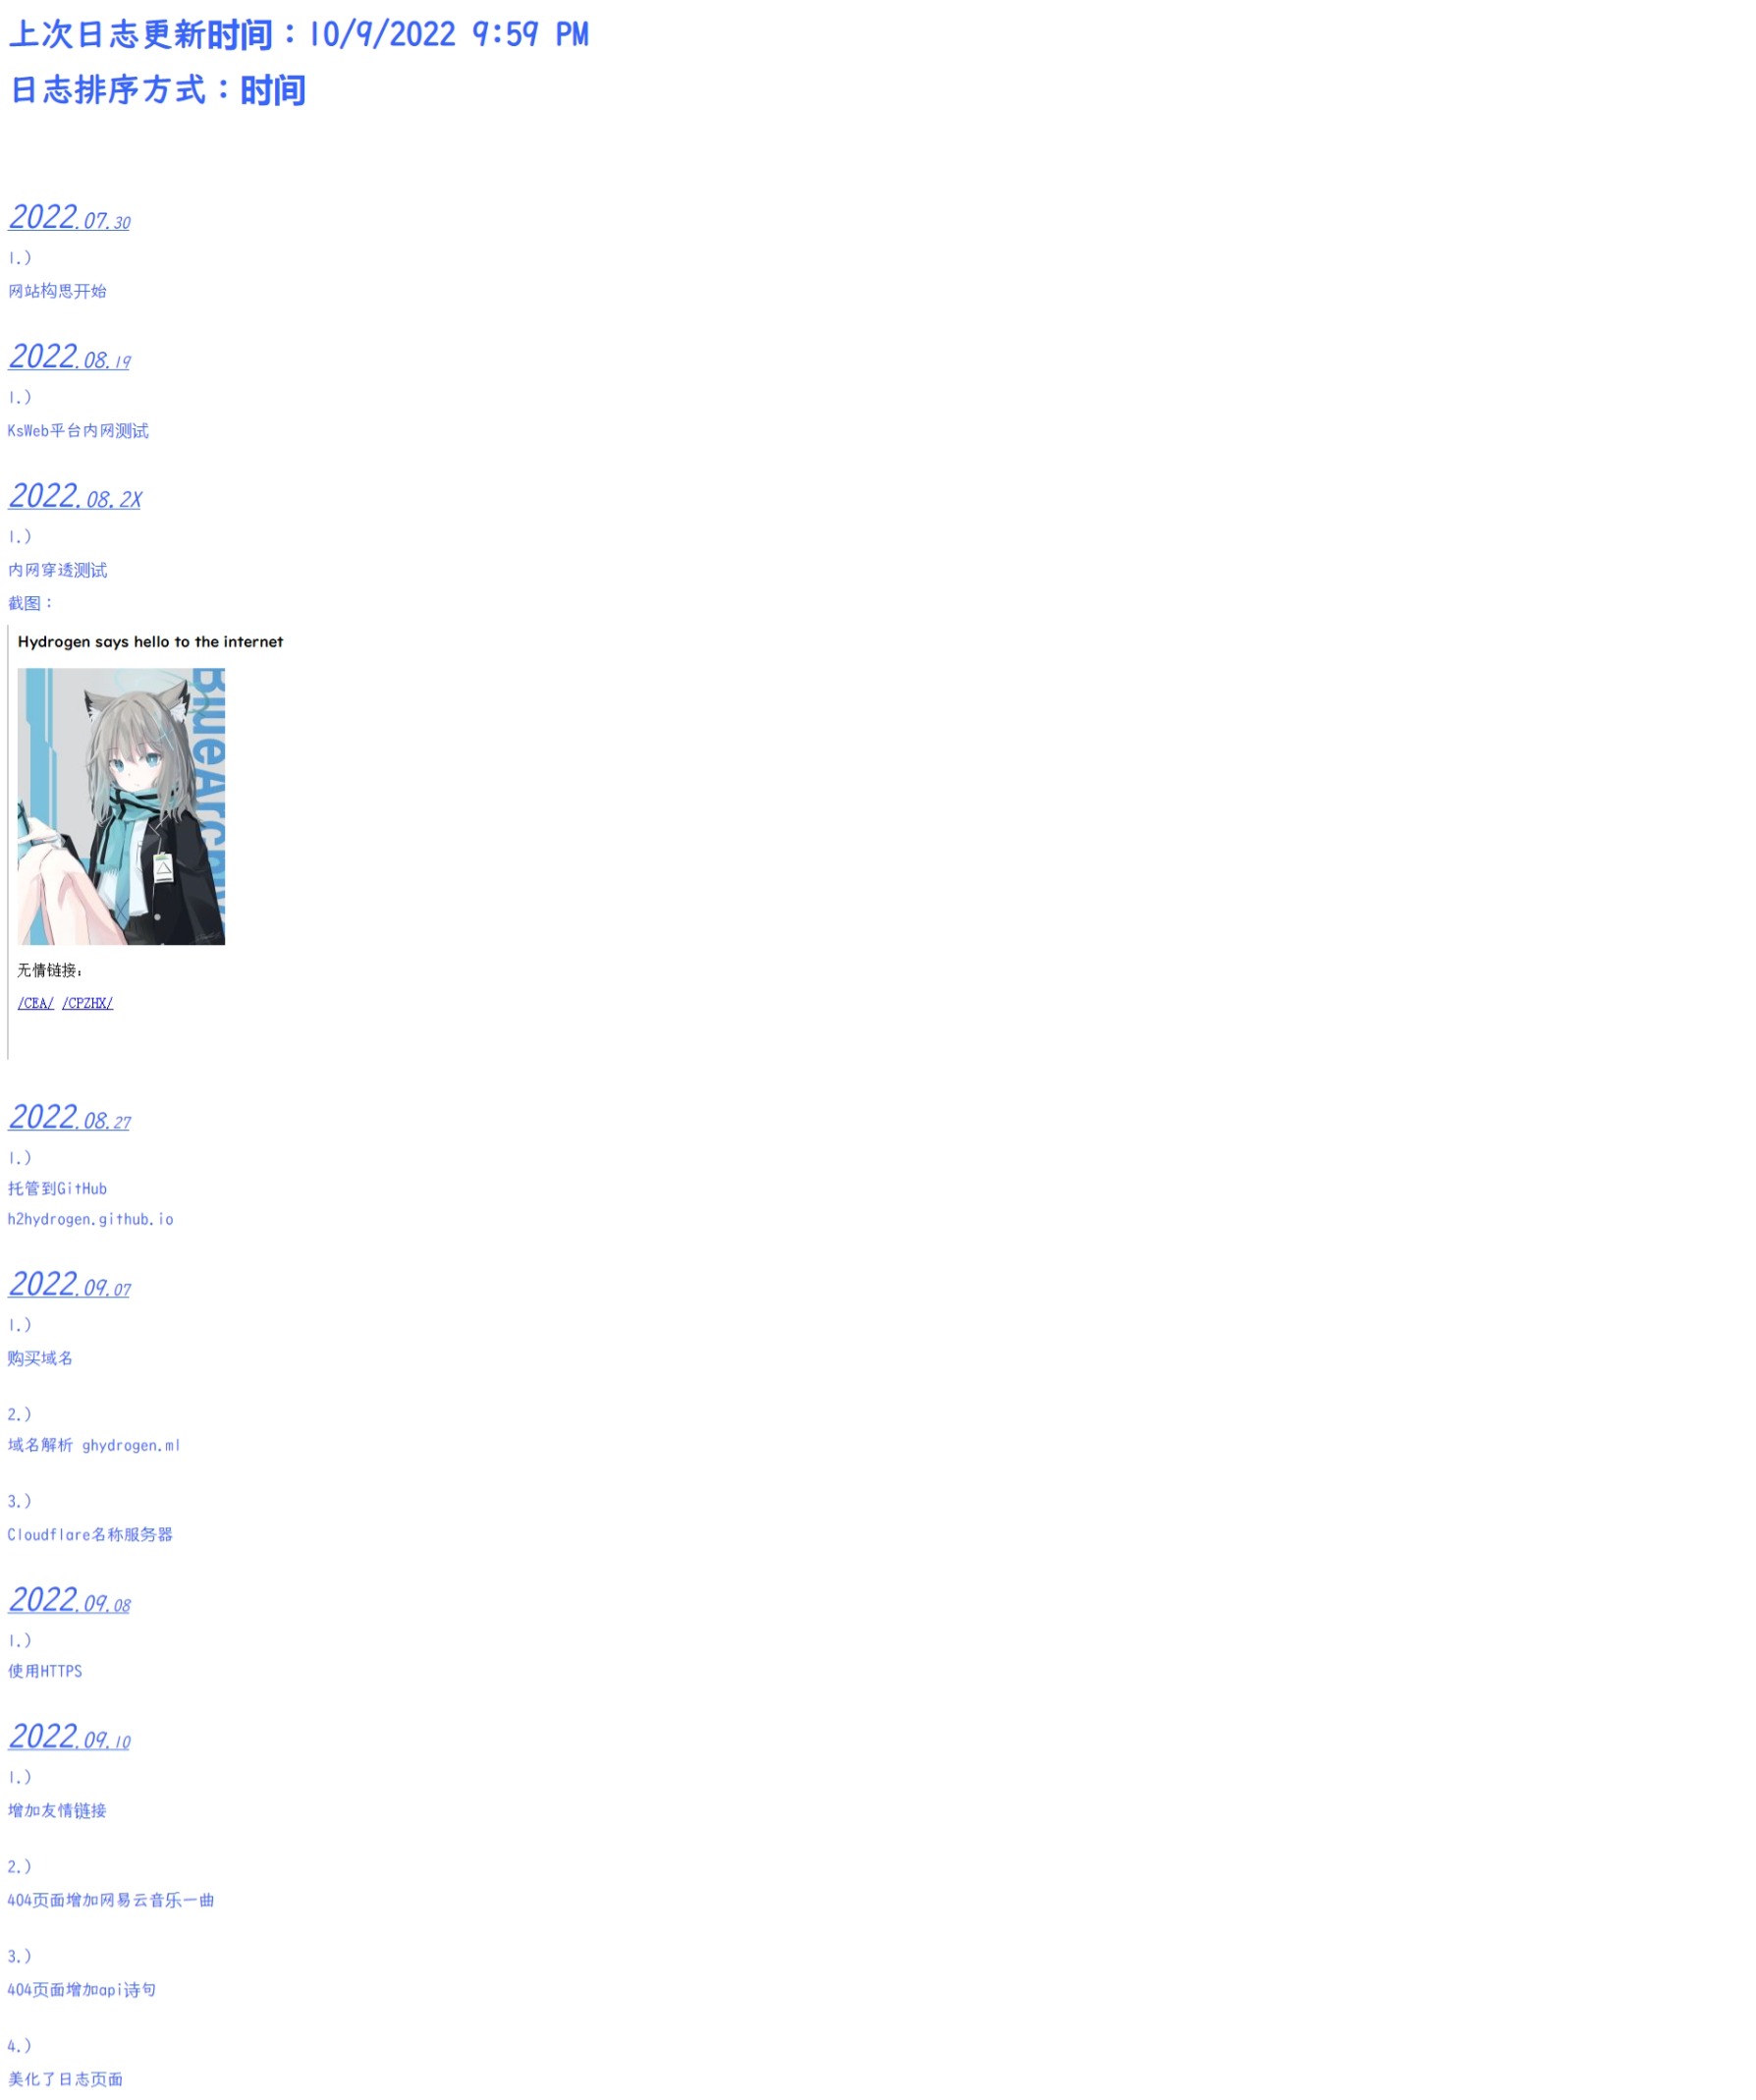 上次日志更新时间：10/9/2022 9:59 PM
日志排序方式：时间
2022.07.30
1.)
网站构思开始
2022.08.19
1.)
KsWeb平台内网测试
2022.08.2X
1.)
内网穿透测试
截图：
Hydrogen says hello to the internet
BlueArchiv
无情链接：
/CEA/ /CPZHX/
2022.08.27
1.)
托管到GitHub
h2hydrogen.github.io
2022.09.07
1.)
购买域名
2.)
域名解析 ghydrogen.ml
3.)
Cloudflare名称服务器
2022.09.08
1.)
使用HTTPS
2022.09.10
1.)
增加友情链接
2.)
404页面增加网易云音乐一曲
3.)
404页面增加api诗句
4.)
美化了日志页面